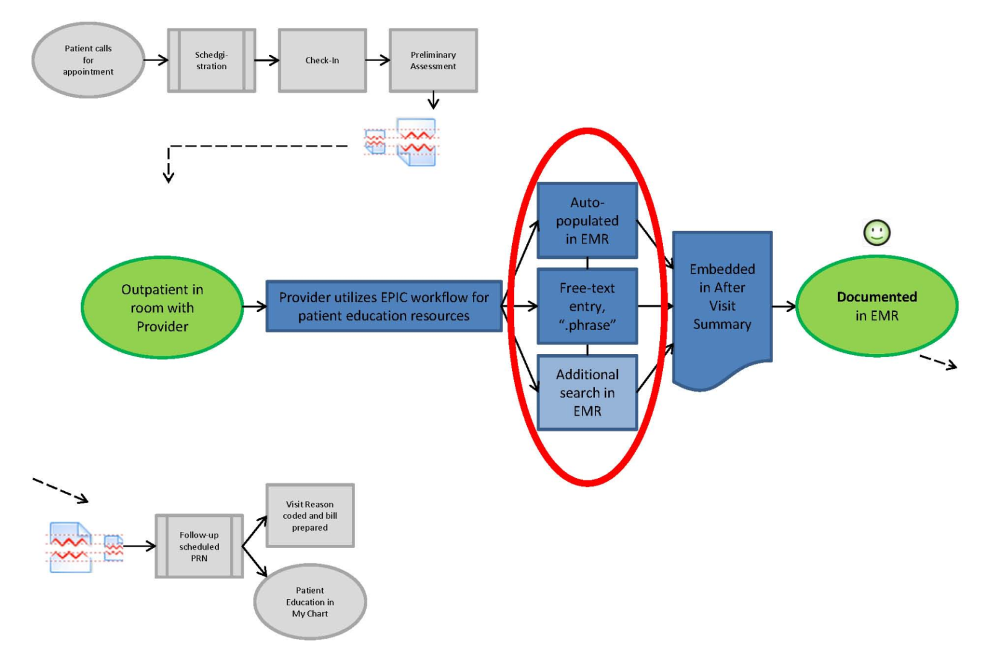 Patient calls
for
appointment
Schedgi-
stration
Check-In
Preliminary
Assessment
Auto-
populated
in EMR
Outpatient in
room with
Provider
Provider utilizes EPIC workflow for
patient education resources
Free-text
entry,
“.phrase”
Additional
search in
EMR
Embedded
in After
Visit
Summary
Documented
in EMR
Follow-up
scheduled
PRN
Visit Reason
coded and bill
prepared
Patient
Education in
My Chart